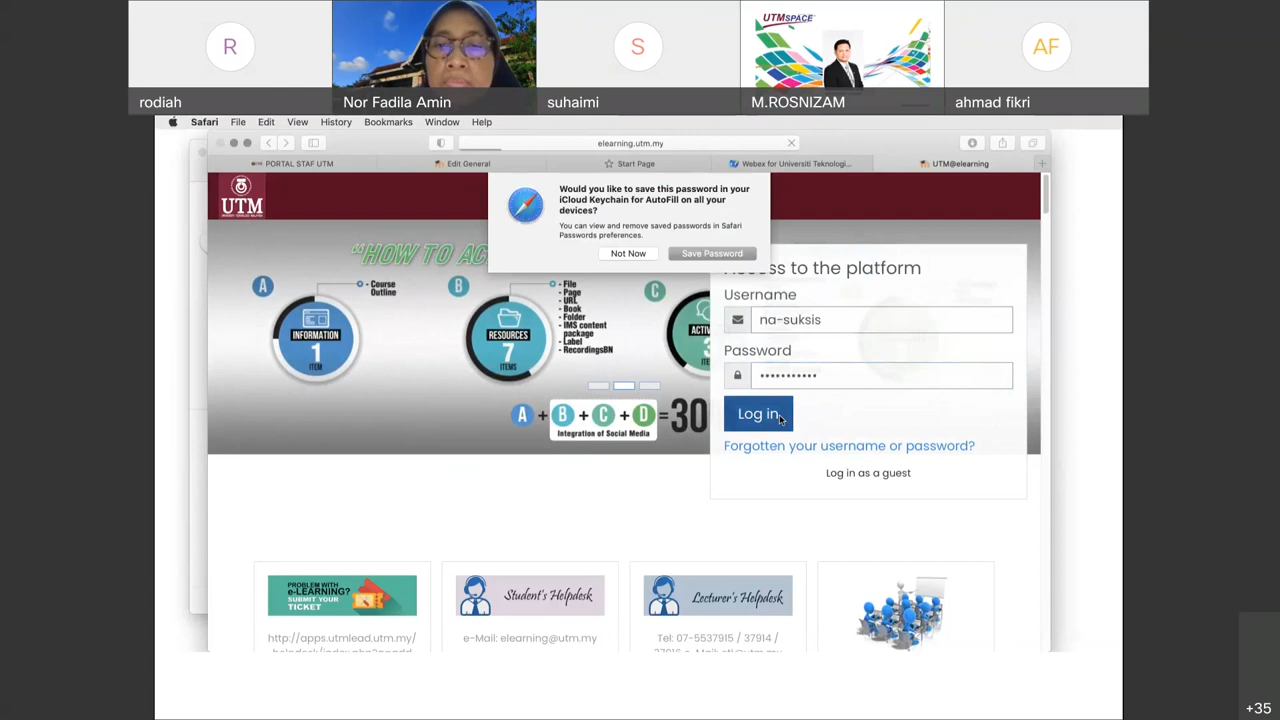 R
S
UTMSPACE
AF
rodiah
Nor Fadila Amin
suhaimi
M.ROSNIZAM
ahmad fikri
Safari File Edit View History Bookmarks Window Help
elearning.utm.my
PORTAL STAF UTM
Edit General
Start Page
Webex for Universiti Teknologi...
UTM@elearning
UTM
Would you like to save this password in your
iCloud Keychain for AutoFill on all your
devices?
You can view and remove saved passwords in Safari
Passwords preferences.
Not Now
Save Password
"HOW TO AC
A
- Course
Outline
INFORMATION
1
ITEM
B
- File
- Page
- URL
- Book
- Folder
- IMS content
package
- Label
- RecordingsBN
RESOURCES
7
ITEMS
C
A + B + C + D = 30
Integration of Social Media
Access to the platform
Username
na-suksis
Password
•••••••••••
Log in
Forgotten your username or password?
Log in as a guest
PROBLEM WITH
e-LEARNING?
SUBMIT YOUR
TICKET
Student's Helpdesk
e-Mail: elearning@utm.my
Lecturer's Helpdesk
Tel: 07-5537915 / 37914 /
http://apps.utmlead.utm.my/
+35